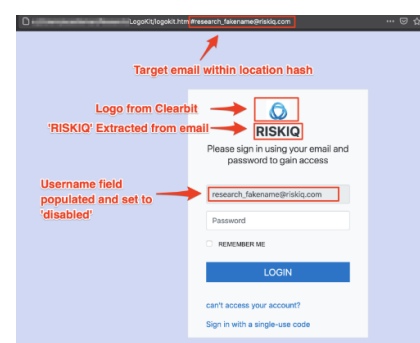 LogoKit/logokit.htm#research_fakename@riskiq.com
Target email within location hash
Logo from Clearbit
'RISKIQ' Extracted from email
RISKIQ
Please sign in using your email and
password to gain access
Username field
populated and set to
'disabled'
research_fakename@riskiq.com
Password
REMEMBER ME
LOGIN
can't access your account?
Sign in with a single-use code